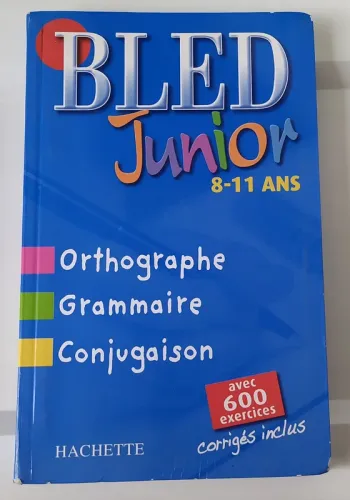 BLED
Junior
8-11 ANS
Orthographe
Grammaire
Conjugaison
avec
600
exercices
corrigés inclus
HACHETTE